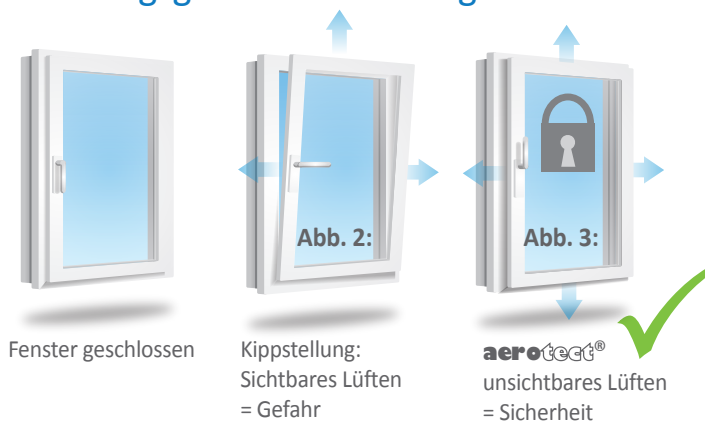 Abb. 2:
Abb. 3:
Fenster geschlossen
Kippstellung:
Sichtbares Lüften
= Gefahr
aerotect®
unsichtbares Lüften
= Sicherheit